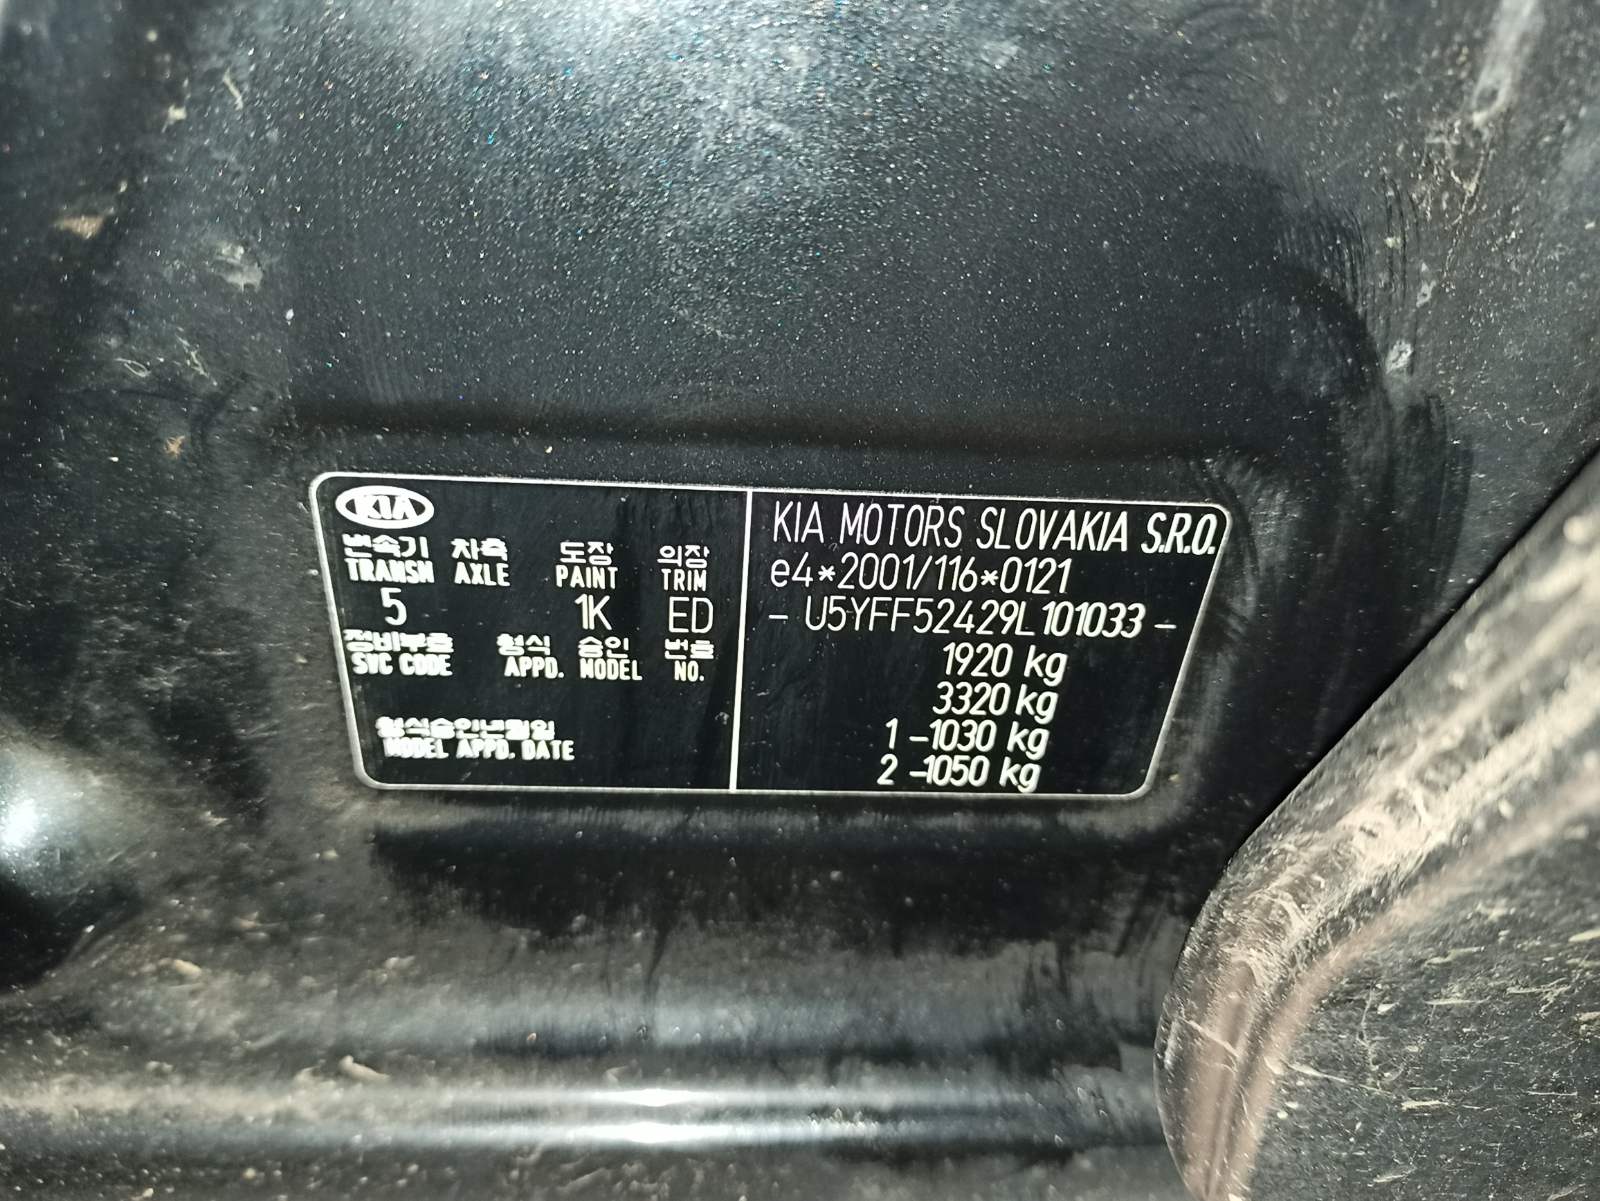 KIA
변속기 차축 도장 의장
TRANSM AXLE PAINT TRIM
5 1K ED
정비부호 형식 승인 번호
SVC CODE APPD. MODEL NO.
형식승인년월일
MODEL APPD. DATE
KIA MOTORS SLOVAKIA S.R.O.
e4*2001/116*0121
- U5YFF52429L101033 -
1920 kg
3320 kg
1 -1030 kg
2 -1050 kg